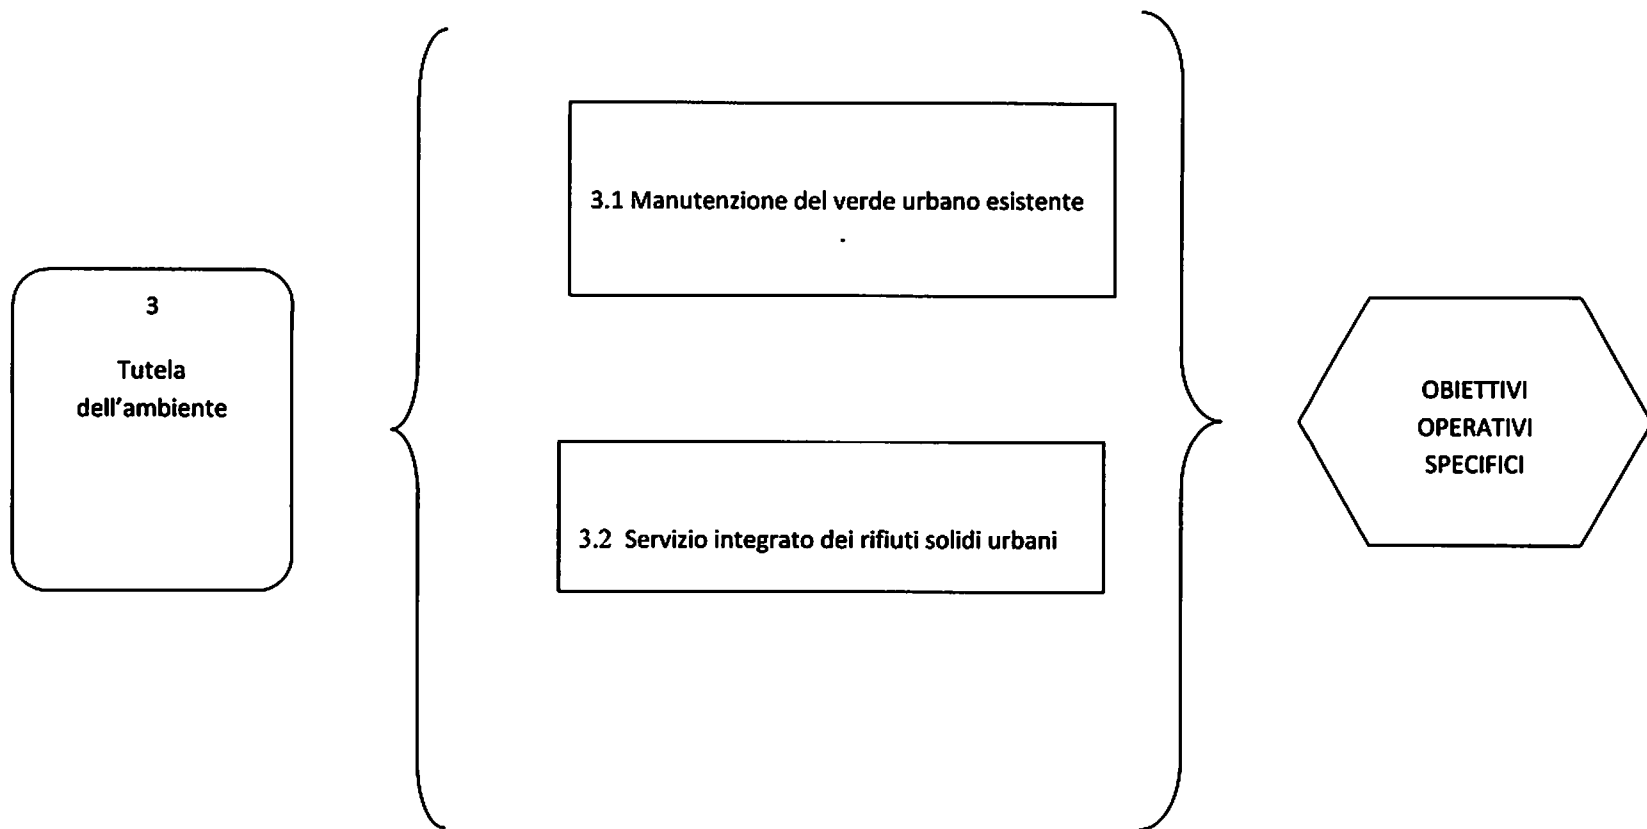 3
Tutela
dell'ambiente
3.1 Manutenzione del verde urbano esistente
.
3.2 Servizio integrato dei rifiuti solidi urbani
OBIETTIVI
OPERATIVI
SPECIFICI